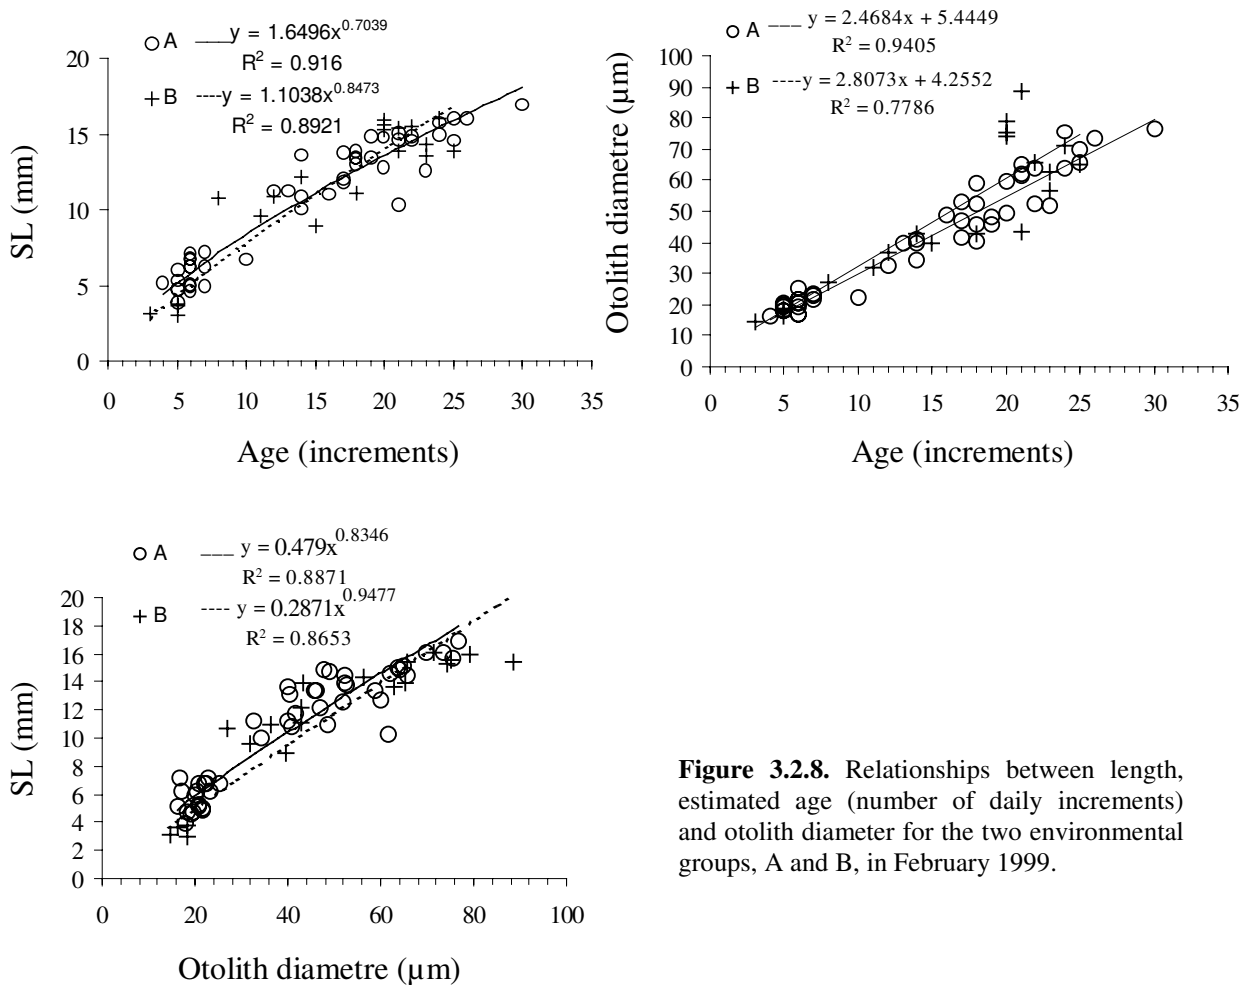 A y = 1.6496x^0.7039
R² = 0.916
B y = 1.1038x^0.8473
R² = 0.8921
20
15
10
5
0
SL (mm)
0 5 10 15 20 25 30 35
Age (increments)
A y = 2.4684x + 5.4449
R² = 0.9405
B y = 2.8073x + 4.2552
R² = 0.7786
100
90
80
70
60
50
40
30
20
10
0
Otolith diametre (µm)
0 5 10 15 20 25 30 35
Age (increments)
A y = 0.479x^0.8346
R² = 0.8871
B y = 0.2871x^0.9477
R² = 0.8653
20
18
16
14
12
10
8
6
4
2
0
SL (mm)
0 20 40 60 80 100
Otolith diametre (µm)
Figure 3.2.8. Relationships between length,
estimated age (number of daily increments)
and otolith diameter for the two environmental
groups, A and B, in February 1999.